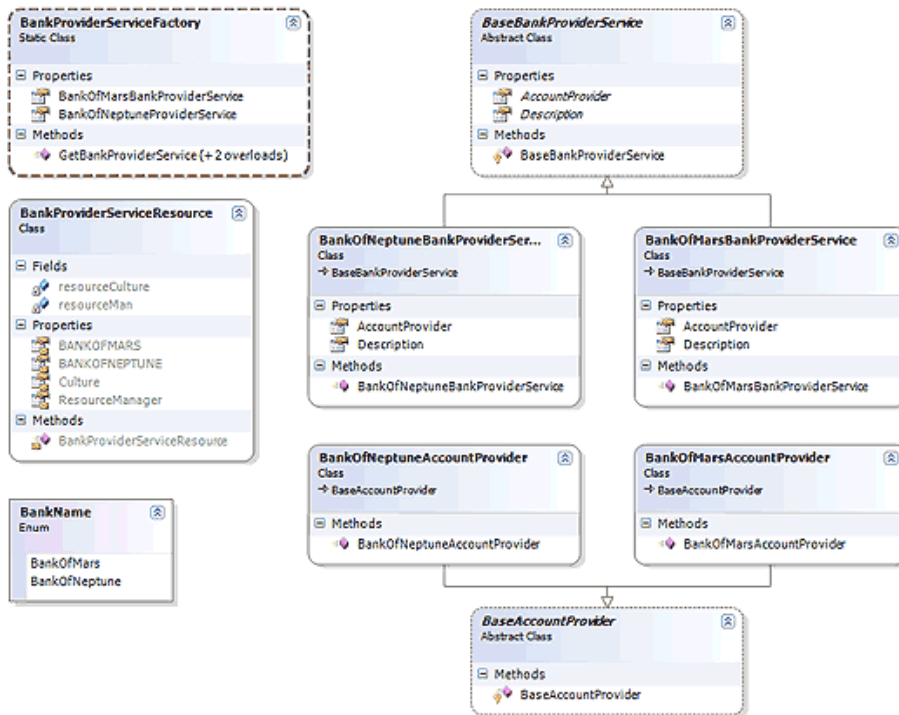 BankProviderServiceFactory
Static Class
Properties
BankOfMarsBankProviderService
BankOfNeptuneProviderService
Methods
GetBankProviderService (+ 2 overloads)
BaseBankProviderService
Abstract Class
Properties
AccountProvider
Description
Methods
BaseBankProviderService
BankProviderServiceResource
Class
Fields
resourceCulture
resourceMan
Properties
BANKOFMARS
BANKOFNEPTUNE
Culture
ResourceManager
Methods
BankProviderServiceResource
BankOfNeptuneBankProviderSer...
Class
BaseBankProviderService
Properties
AccountProvider
Description
Methods
BankOfNeptuneBankProviderService
BankOfMarsBankProviderService
Class
BaseBankProviderService
Properties
AccountProvider
Description
Methods
BankOfMarsBankProviderService
BankOfNeptuneAccountProvider
Class
BaseAccountProvider
Methods
BankOfNeptuneAccountProvider
BankOfMarsAccountProvider
Class
BaseAccountProvider
Methods
BankOfMarsAccountProvider
BankName
Enum
BankOfMars
BankOfNeptune
BaseAccountProvider
Abstract Class
Methods
BaseAccountProvider